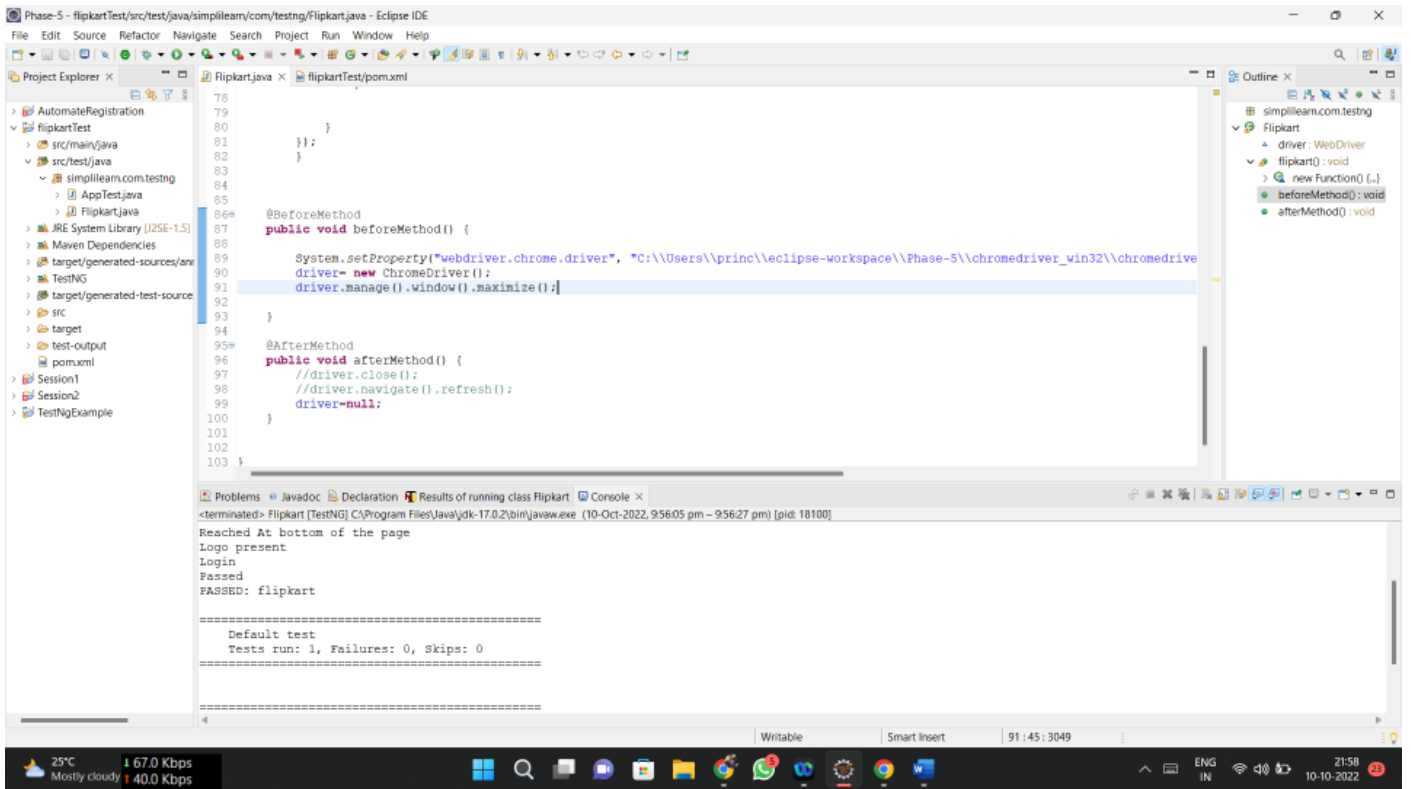 Phase-5 - flipkartTest/src/test/java/simplilearn/com/testng/Flipkart.java - Eclipse IDE
File Edit Source Refactor Navigate Search Project Run Window Help
Project Explorer
AutomateRegistration
flipkartTest
src/main/java
src/test/java
simplilearn.com.testng
AppTest.java
Flipkart.java
JRE System Library [J2SE-1.5]
Maven Dependencies
target/generated-sources/ann
TestNG
target/generated-test-source
src
target
test-output
pom.xml
Session1
Session2
TestNgExample
Flipkart.java flipkartTest/pom.xml
78
79
80 }
81 });
82 }
83
84
85
86 @BeforeMethod
87 public void beforeMethod() {
88
89 System.setProperty("webdriver.chrome.driver", "C:\\Users\\princ\\eclipse-workspace\\Phase-5\\chromedriver_win32\\chromedrive
90 driver= new ChromeDriver();
91 driver.manage().window().maximize();
92
93 }
94
95 @AfterMethod
96 public void afterMethod() {
97 //driver.close();
98 //driver.navigate().refresh();
99 driver=null;
100 }
101
102
103 }
Outline
simplilearn.com.testng
Flipkart
driver : WebDriver
flipkart() : void
new Function() {...}
beforeMethod() : void
afterMethod() : void
Problems Javadoc Declaration Results of running class Flipkart Console
<terminated> Flipkart [TestNG] C:\Program Files\Java\jdk-17.0.2\bin\javaw.exe (10-Oct-2022, 9:56:05 pm – 9:56:27 pm) [pid: 18100]
Reached At bottom of the page
Logo present
Login
Passed
PASSED: flipkart
===============================================
Default test
Tests run: 1, Failures: 0, Skips: 0
===============================================
===============================================
Writable Smart Insert 91 : 45 : 3049
25°C
Mostly cloudy
67.0 Kbps
40.0 Kbps
5
ENG
IN
21:58
10-10-2022
23